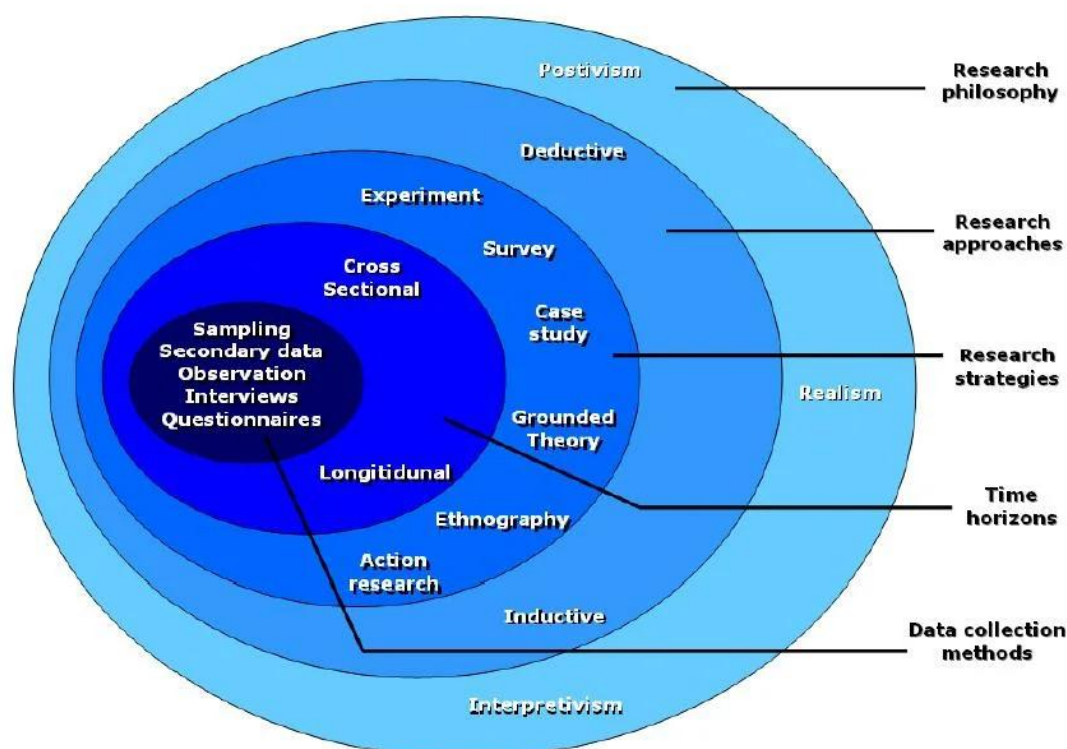 Postivism
Research
philosophy
Deductive
Experiment
Research
approaches
Survey
Cross
Sectional
Case
study
Sampling
Secondary data
Observation
Interviews
Questionnaires
Research
strategies
Realism
Grounded
Theory
Longitidunal
Time
horizons
Ethnography
Action
research
Inductive
Data collection
methods
Interpretivism